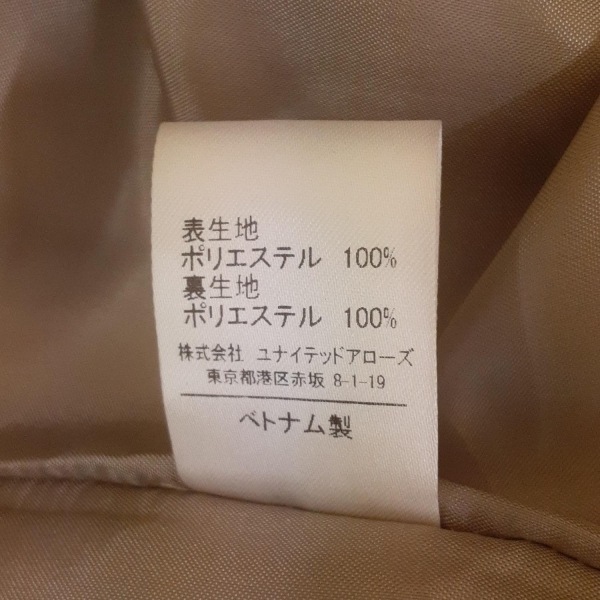 表生地
ポリエステル 100%
裏生地
ポリエステル 100%
株式会社 ユナイテッドアローズ
東京都港区赤坂 8-1-19
ベトナム製